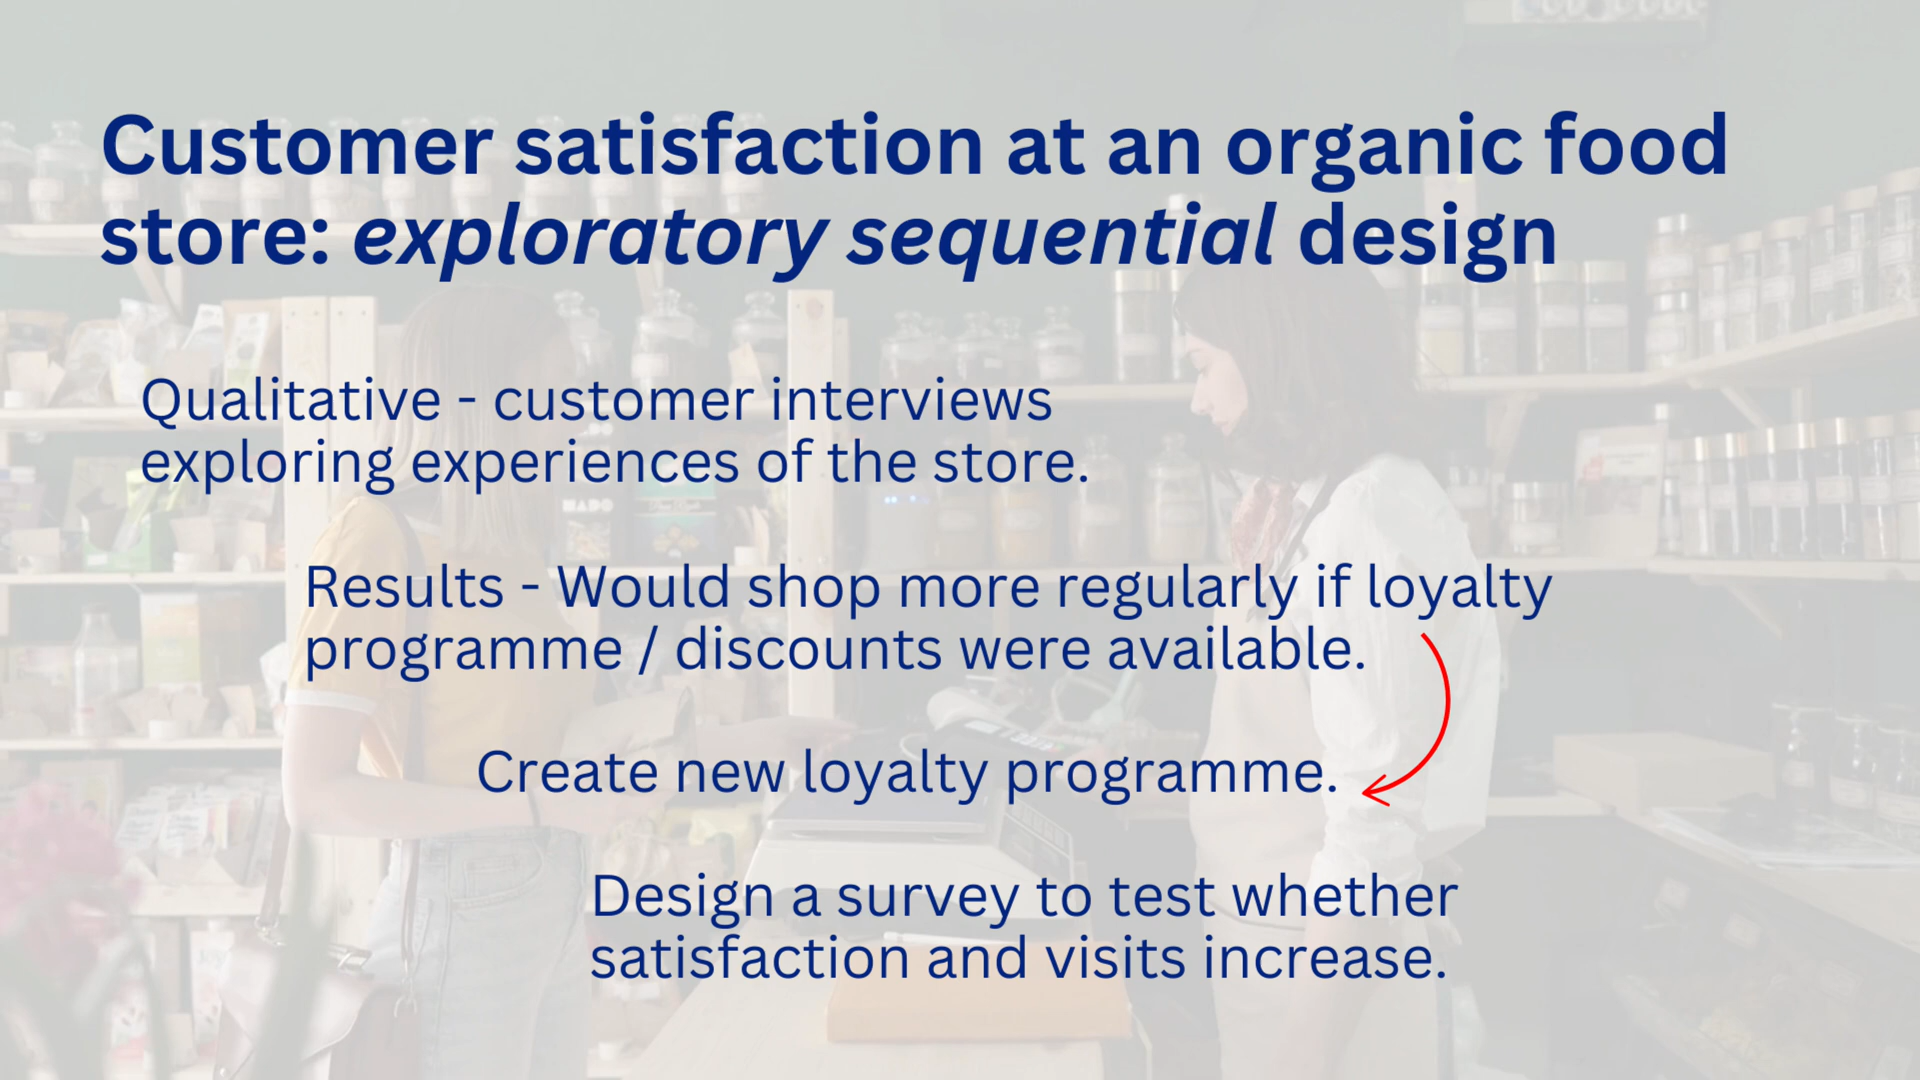 Customer satisfaction at an organic food
store: exploratory sequential design
Qualitative - customer interviews
exploring experiences of the store.
Results - Would shop more regularly if loyalty
programme / discounts were available.
Create new loyalty programme.
Design a survey to test whether
satisfaction and visits increase.